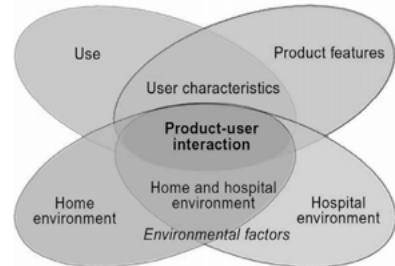 Use
Product features
User characteristics
Product-user
interaction
Home
environment
Home and hospital
environment
Hospital
environment
Environmental factors